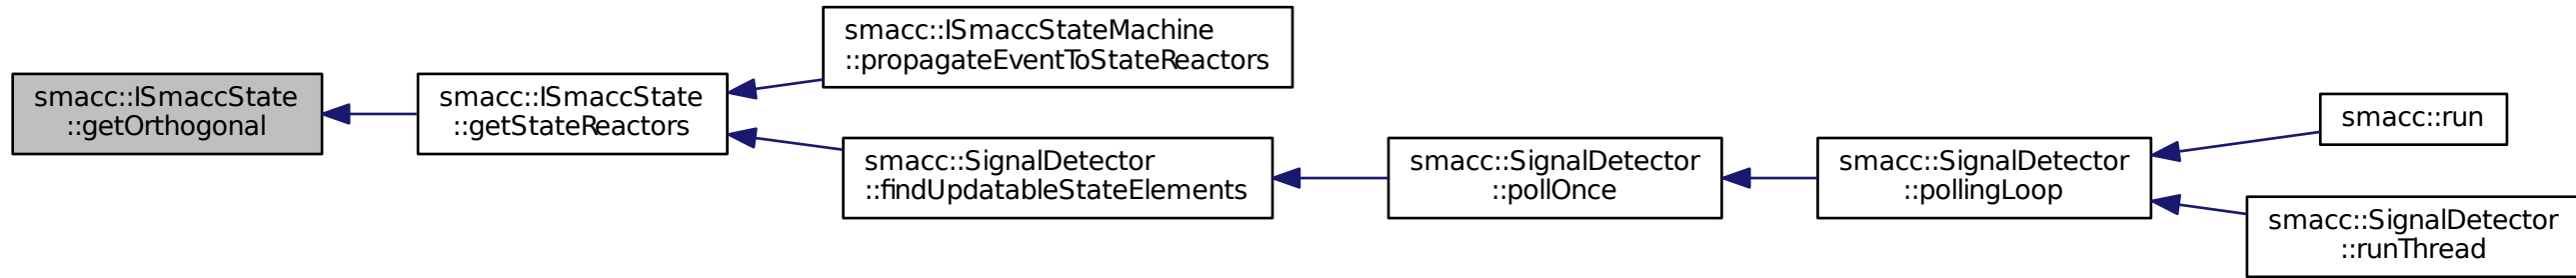 smacc::ISmaccState
::getOrthogonal
smacc::ISmaccState
::getStateReactors
smacc::ISmaccStateMachine
::propagateEventToStateReactors
smacc::SignalDetector
::findUpdatableStateElements
smacc::SignalDetector
::pollOnce
smacc::SignalDetector
::pollingLoop
smacc::run
smacc::SignalDetector
::runThread